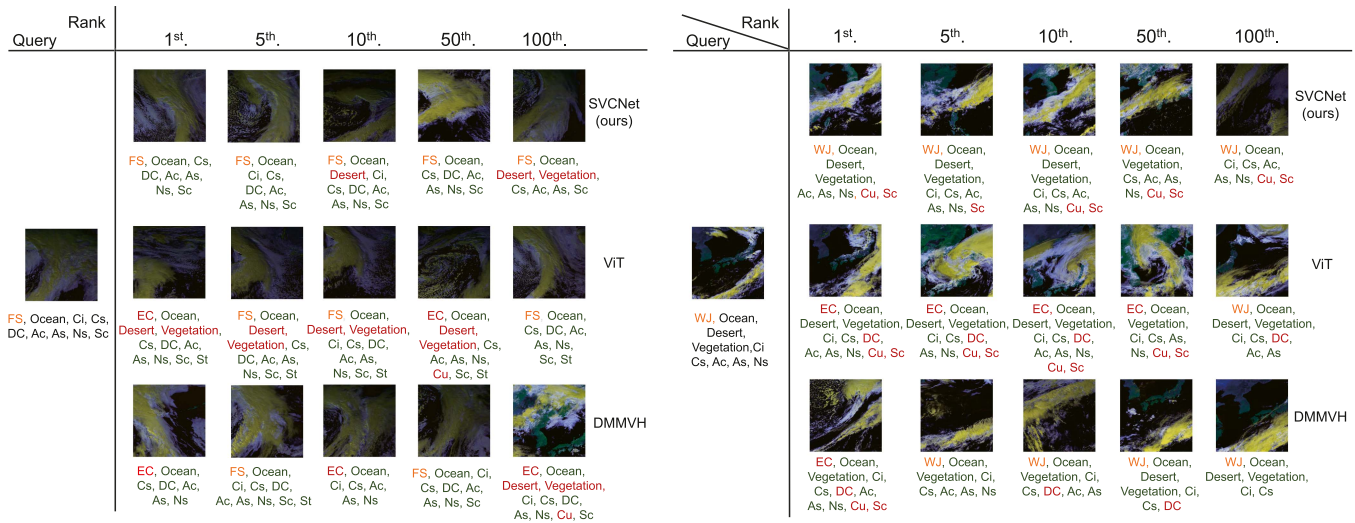 Rank
Query
1st. 5th. 10th. 50th. 100th.
SVCNet
(ours)
FS, Ocean, Cs,
DC, Ac, As,
Ns, Sc
FS, Ocean,
Ci, Cs,
DC, Ac,
As, Ns, Sc
FS, Ocean,
Desert, Ci,
Cs, DC, Ac,
As, Ns, Sc
FS, Ocean,
Cs, DC, Ac,
As, Ns, Sc
FS, Ocean,
Desert, Vegetation,
Cs, Ac, As, Sc
FS, Ocean, Ci, Cs,
DC, Ac, As, Ns, Sc
ViT
EC, Ocean,
Desert, Vegetation,
Cs, DC, Ac,
As, Ns, Sc, St
FS, Ocean,
Desert,
Vegetation, Cs,
DC, Ac, As,
Ns, Sc, St
FS, Ocean,
Desert, Vegetation,
Ci, Cs, DC,
Ac, As,
Ns, Sc, St
EC, Ocean,
Desert,
Vegetation, Cs,
Ac, As, Ns,
Cu, Sc, St
FS, Ocean,
Cs, DC, Ac,
As, Ns,
Sc, St
DMMVH
EC, Ocean,
Cs, DC, Ac,
As, Ns
FS, Ocean,
Ci, Cs, DC,
Ac, As, Ns, Sc, St
EC, Ocean,
Ci, Cs, Ac,
As, Ns
FS, Ocean, Ci,
Cs, DC, Ac,
As, Ns, Sc
EC, Ocean,
Desert, Vegetation,
Ci, Cs, DC,
As, Ns, Cu, Sc
Rank
Query
1st. 5th. 10th. 50th. 100th.
SVCNet
(ours)
WJ, Ocean,
Desert,
Vegetation,
Ac, As, Ns, Cu, Sc
WJ, Ocean,
Desert,
Vegetation,
Ci, Cs, Ac,
As, Ns, Sc
WJ, Ocean,
Desert,
Vegetation,
Ci, Cs, Ac,
As, Ns, Cu, Sc
WJ, Ocean,
Vegetation,
Cs, Ac, As,
Ns, Cu, Sc
WJ, Ocean,
Ci, Cs, Ac,
As, Ns, Cu, Sc
WJ, Ocean,
Desert,
Vegetation,Ci
Cs, Ac, As, Ns
ViT
EC, Ocean,
Desert, Vegetation,
Ci, Cs, DC,
Ac, As, Ns, Cu, Sc
EC, Ocean,
Desert, Vegetation,
Ci, Cs, DC,
As, Ns, Cu, Sc
EC, Ocean,
Desert, Vegetation,
Ci, Cs, DC,
Ac, As, Ns,
Cu, Sc
EC, Ocean,
Vegetation,
Ci, Cs, As,
Ns, Cu, Sc
WJ, Ocean,
Desert, Vegetation,
Ci, Cs, DC,
Ac, As
DMMVH
EC, Ocean,
Vegetation, Ci,
Cs, DC, Ac,
As, Ns, Cu, Sc
WJ, Ocean,
Vegetation, Ci,
Cs, Ac, As, Ns
WJ, Ocean,
Vegetation, Ci,
Cs, DC, Ac, As
WJ, Ocean,
Desert,
Vegetation, Ci,
Cs, DC
WJ, Ocean,
Desert, Vegetation,
Ci, Cs